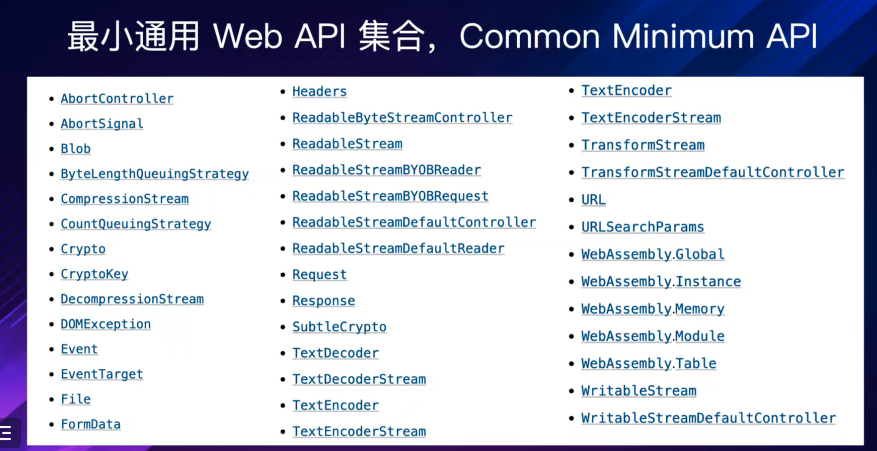 最小通用 Web API 集合，Common Minimum API
AbortController
AbortSignal
Blob
ByteLengthQueuingStrategy
CompressionStream
CountQueuingStrategy
Crypto
CryptoKey
DecompressionStream
DOMException
Event
EventTarget
File
FormData
Headers
ReadableByteStreamController
ReadableStream
ReadableStreamBYOBReader
ReadableStreamBYOBRequest
ReadableStreamDefaultController
ReadableStreamDefaultReader
Request
Response
SubtleCrypto
TextDecoder
TextDecoderStream
TextEncoder
TextEncoderStream
TextEncoder
TextEncoderStream
TransformStream
TransformStreamDefaultController
URL
URLSearchParams
WebAssembly.Global
WebAssembly.Instance
WebAssembly.Memory
WebAssembly.Module
WebAssembly.Table
WritableStream
WritableStreamDefaultController